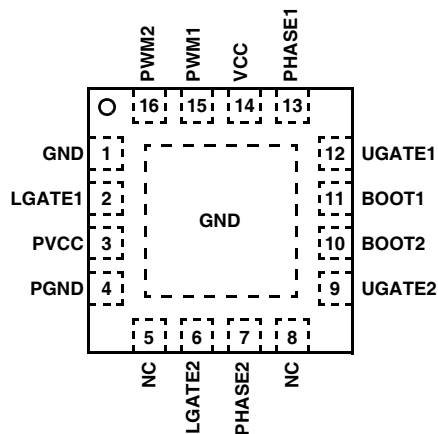 PWM2
PWM1
VCC
PHASE1
16
15
14
13
GND
1
12
UGATE1
LGATE1
2
11
BOOT1
GND
PVCC
3
10
BOOT2
PGND
4
9
UGATE2
5
6
7
8
NC
LGATE2
PHASE2
NC